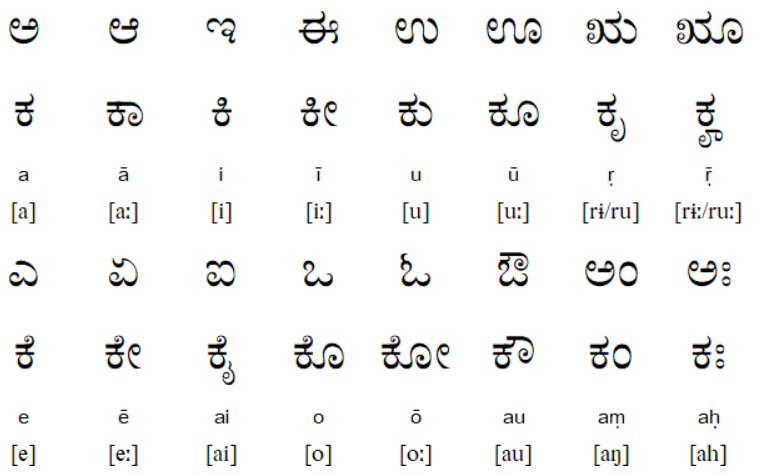 ಅ ಆ ಇ ಈ ಉ ಊ ಋ ೠ
ಕ ಕಾ ಕಿ ಕೀ ಕು ಕೂ ಕೃ ಕೄ
a ā i ī u ū ṛ ṝ
[a] [aː] [i] [iː] [u] [uː] [rɨ/ru] [rɨː/ruː]
ಎ ಏ ಐ ಒ ಓ ಔ ಅಂ ಅಃ
ಕೆ ಕೇ ಕೈ ಕೊ ಕೋ ಕೌ ಕಂ ಕಃ
e ē ai o ō au aṃ aḥ
[e] [eː] [ai] [o] [oː] [au] [aŋ] [ah]